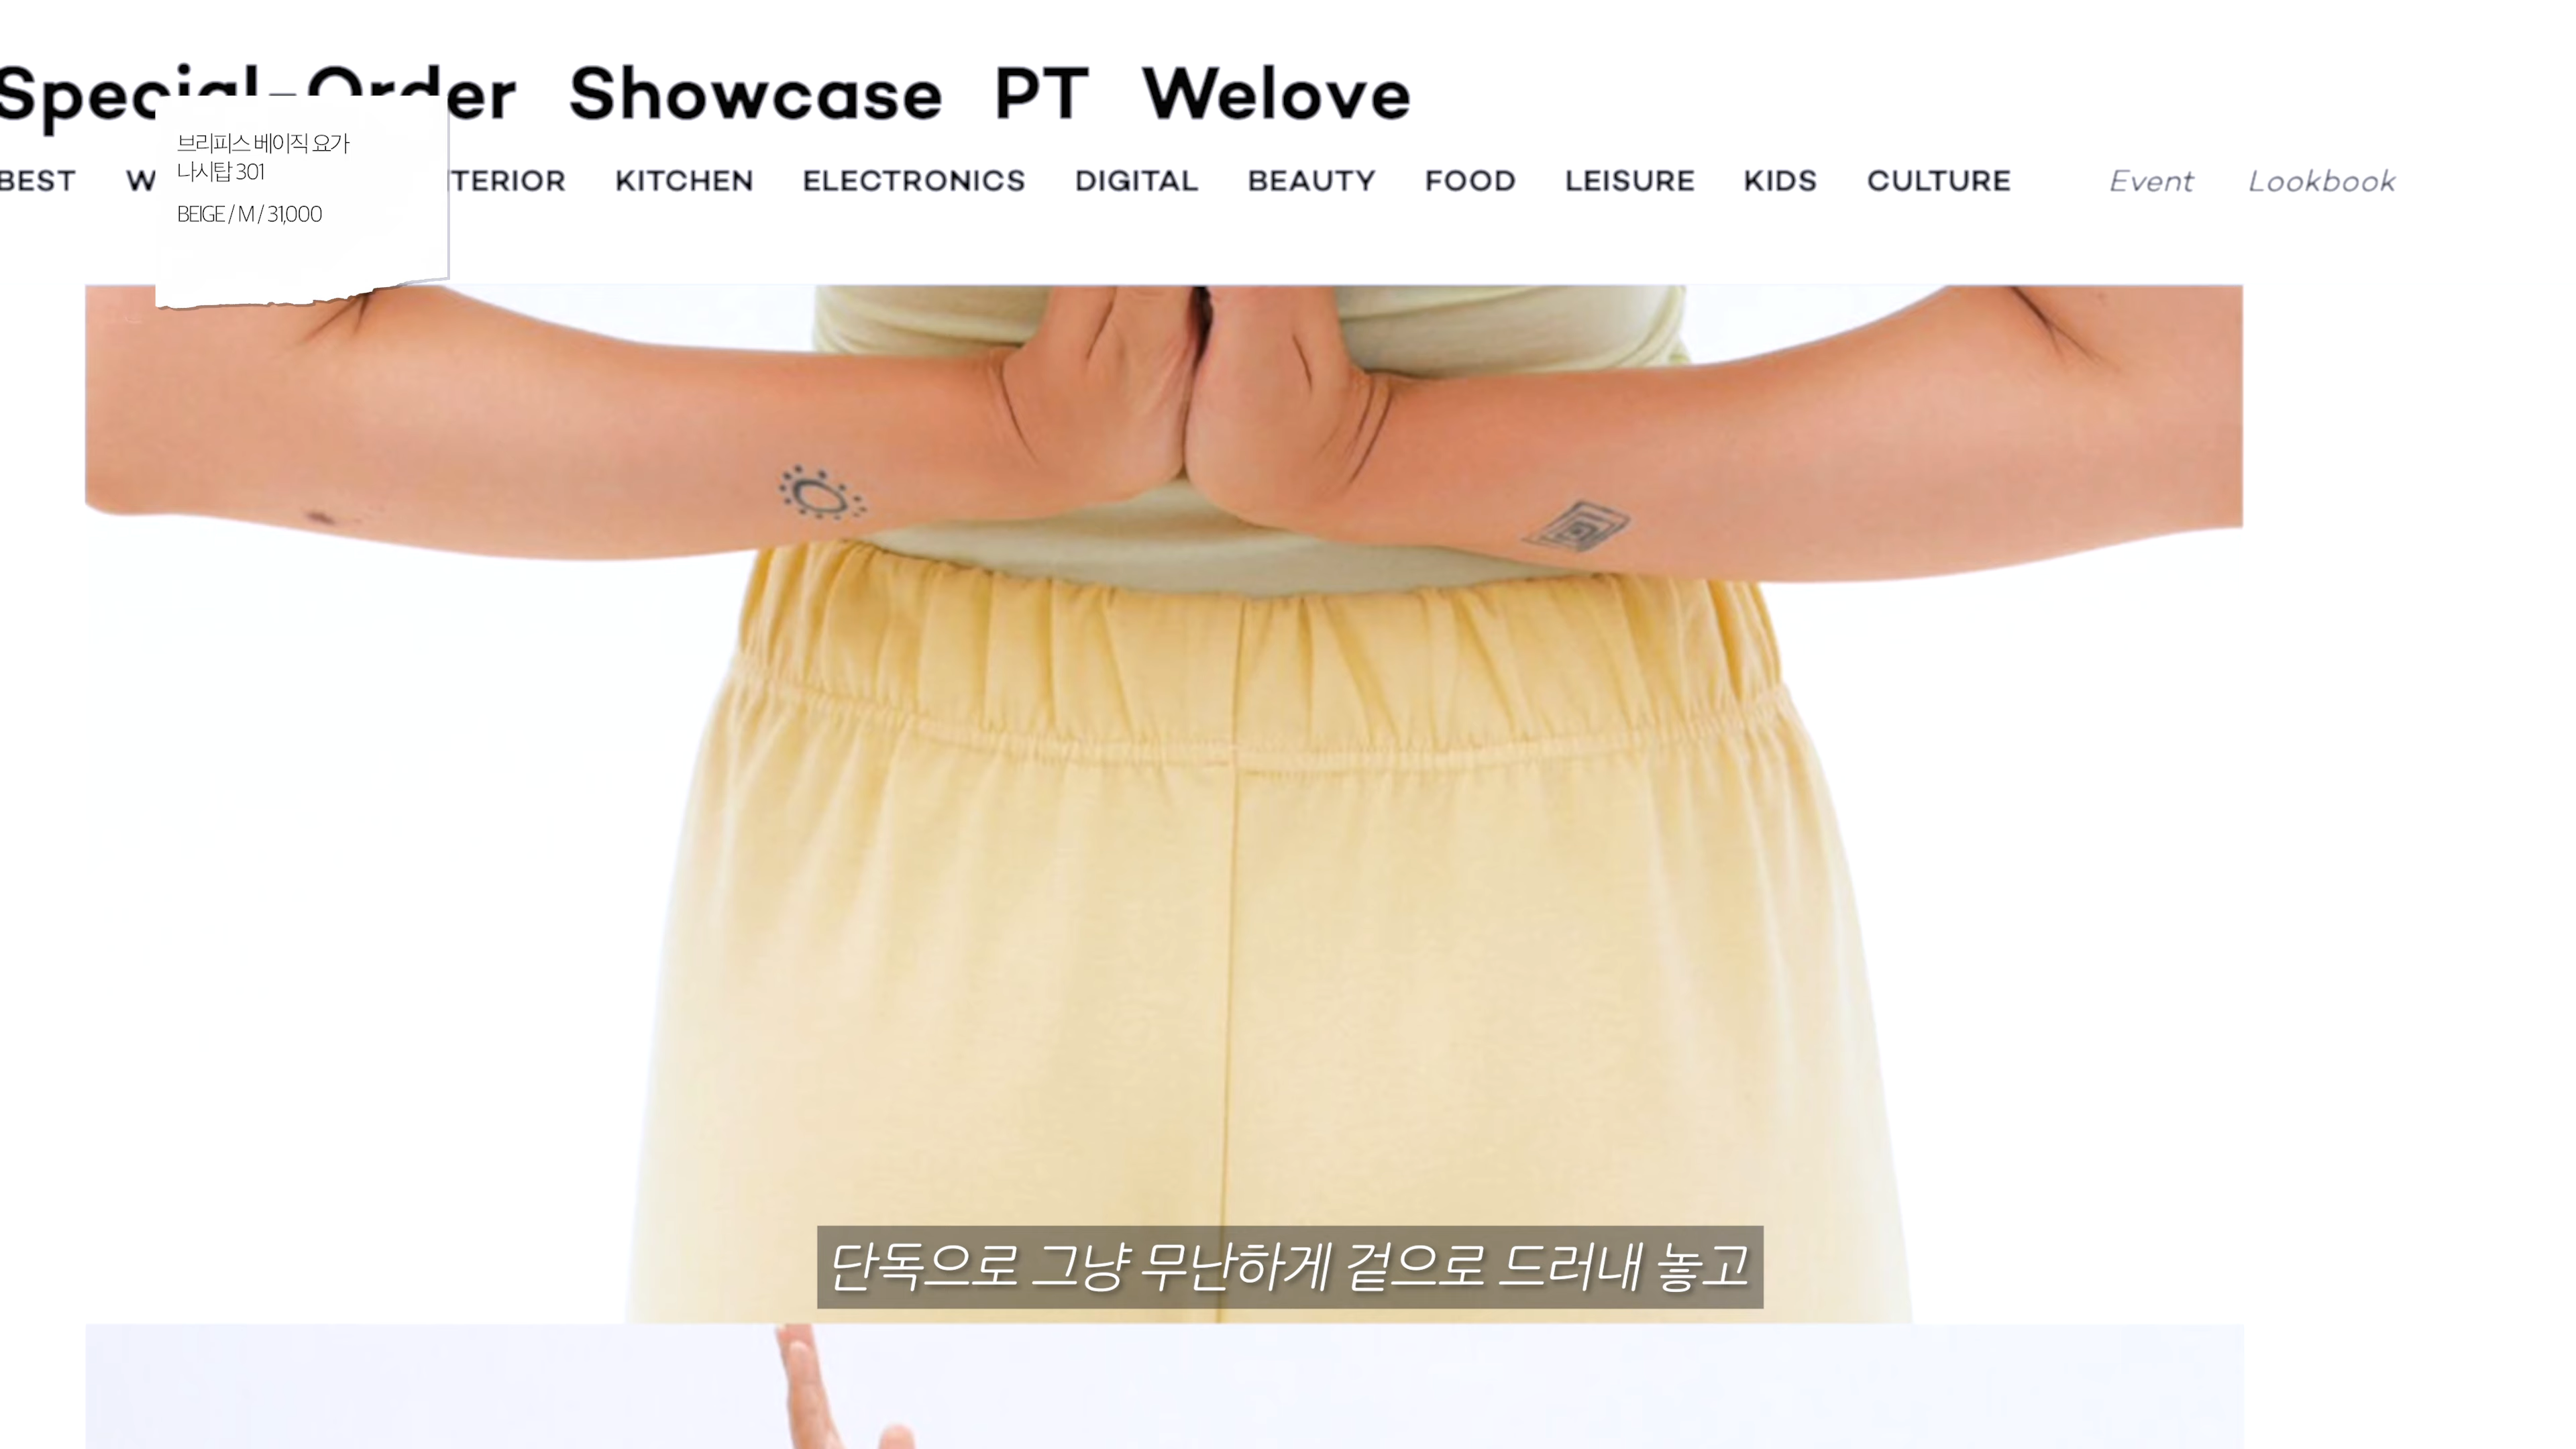 Special-Order Showcase PT Welove
브리피스 베이직 요가
나시탑 301
BEIGE / M / 31,000
BEST W TERIOR KITCHEN ELECTRONICS DIGITAL BEAUTY FOOD LEISURE KIDS CULTURE Event Lookbook
단독으로 그냥 무난하게 겉으로 드러내 놓고